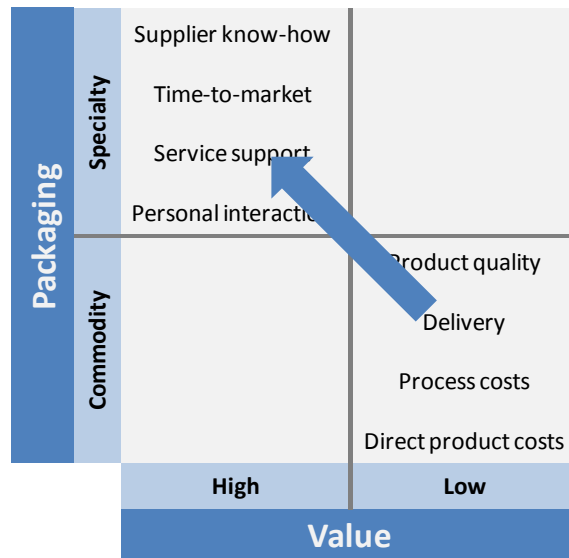 Packaging
Specialty
Supplier know-how
Time-to-market
Service support
Personal interactio
Commodity
Product quality
Delivery
Process costs
Direct product costs
High
Low
Value